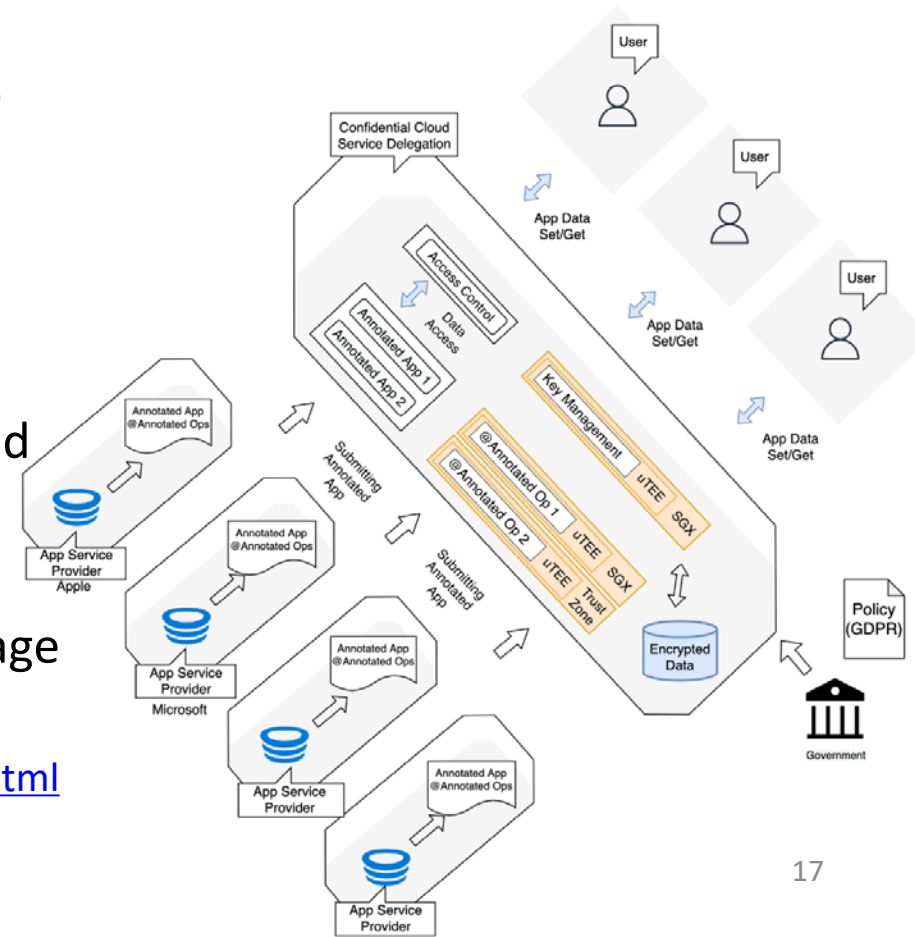 User
Confidential Cloud
Service Delegation
User
App Data
Set/Get
Access Control
User
Data
Access
Annotated App 1
Annotated App 2
App Data
Set/Get
Key Management
uTEE
SGX
Annotated App
@Annotated Ops
App Data
Set/Get
@Annotated Op 1
uTEE
SGX
@Annotated Op 2
uTEE
Trust
Zone
Submitting
Annotated
App
App Service
Provider
Apple
Annotated App
@Annotated Ops
Submitting
Annotated
App
Policy
(GDPR)
Encrypted
Data
Annotated App
@Annotated Ops
App Service
Provider
Microsoft
Government
tml
Annotated App
@Annotated Ops
App Service
Provider
17
App Service
Provider